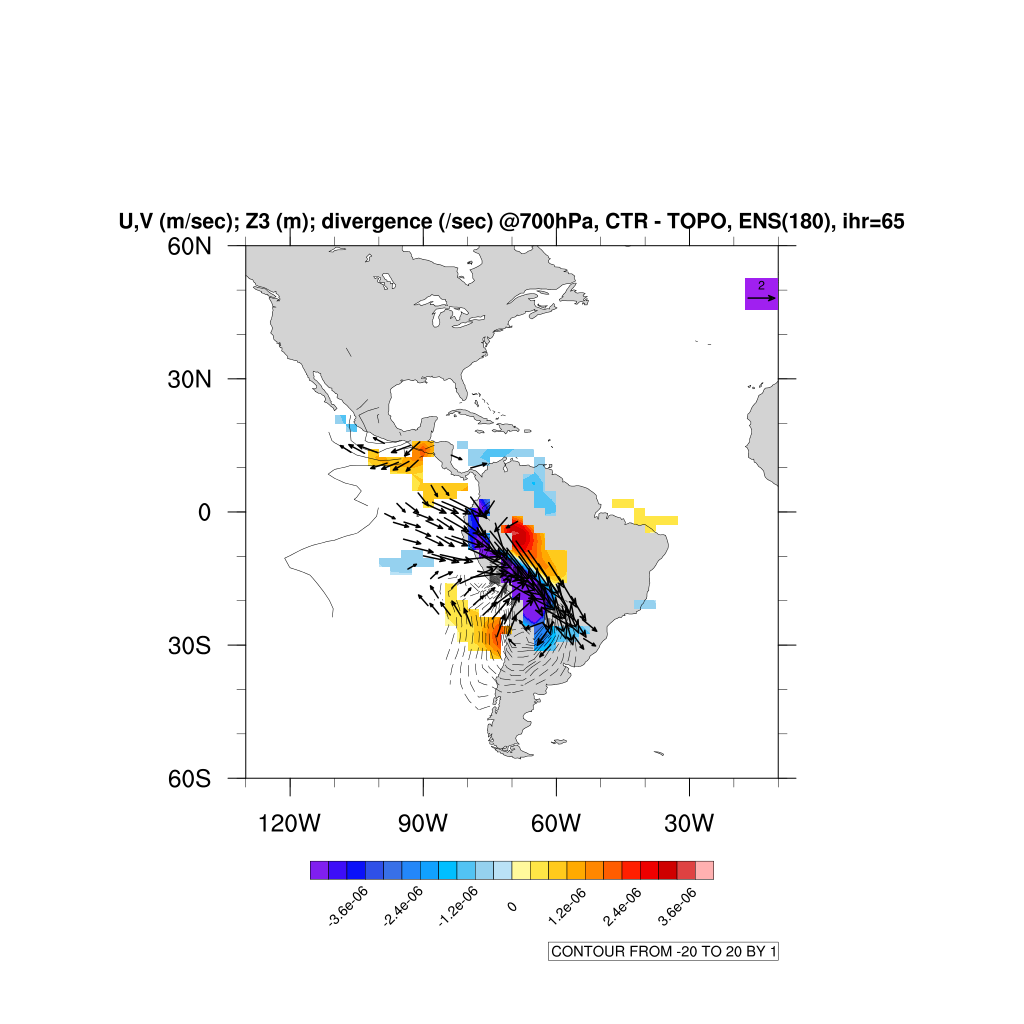 U,V (m/sec); Z3 (m); divergence (/sec) @700hPa, CTR - TOPO, ENS(180), ihr=65
60N
2
30N
0
30S
60S
120W 90W 60W 30W
-3.6e-06 -2.4e-06 -1.2e-06 0 1.2e-06 2.4e-06 3.6e-06
CONTOUR FROM -20 TO 20 BY 1